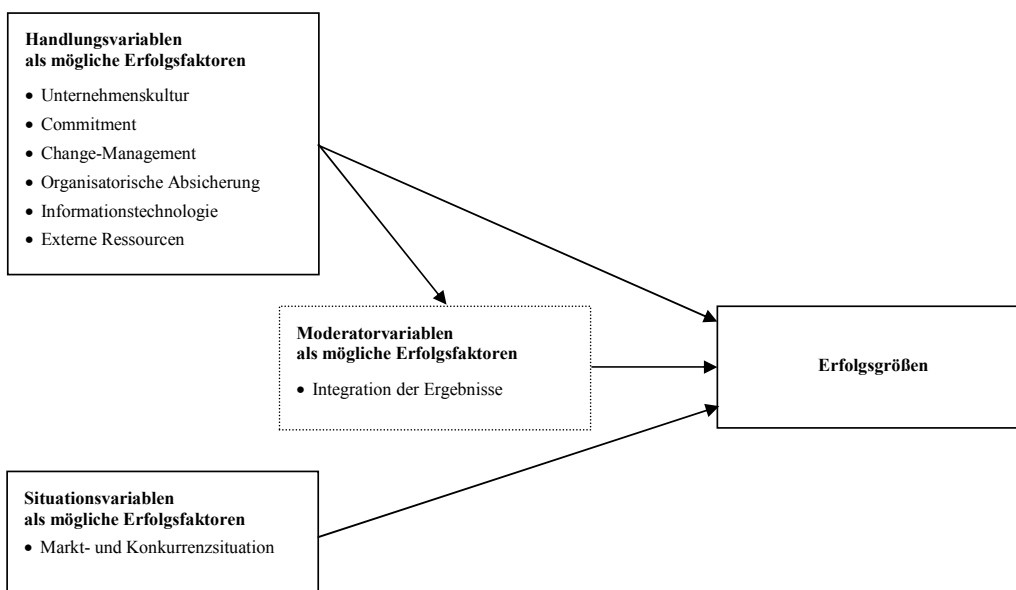 Handlungsvariablen
als mögliche Erfolgsfaktoren
• Unternehmenskultur
• Commitment
• Change-Management
• Organisatorische Absicherung
• Informationstechnologie
• Externe Ressourcen
Moderatorvariablen
als mögliche Erfolgsfaktoren
• Integration der Ergebnisse
Erfolgsgrößen
Situationsvariablen
als mögliche Erfolgsfaktoren
• Markt- und Konkurrenzsituation